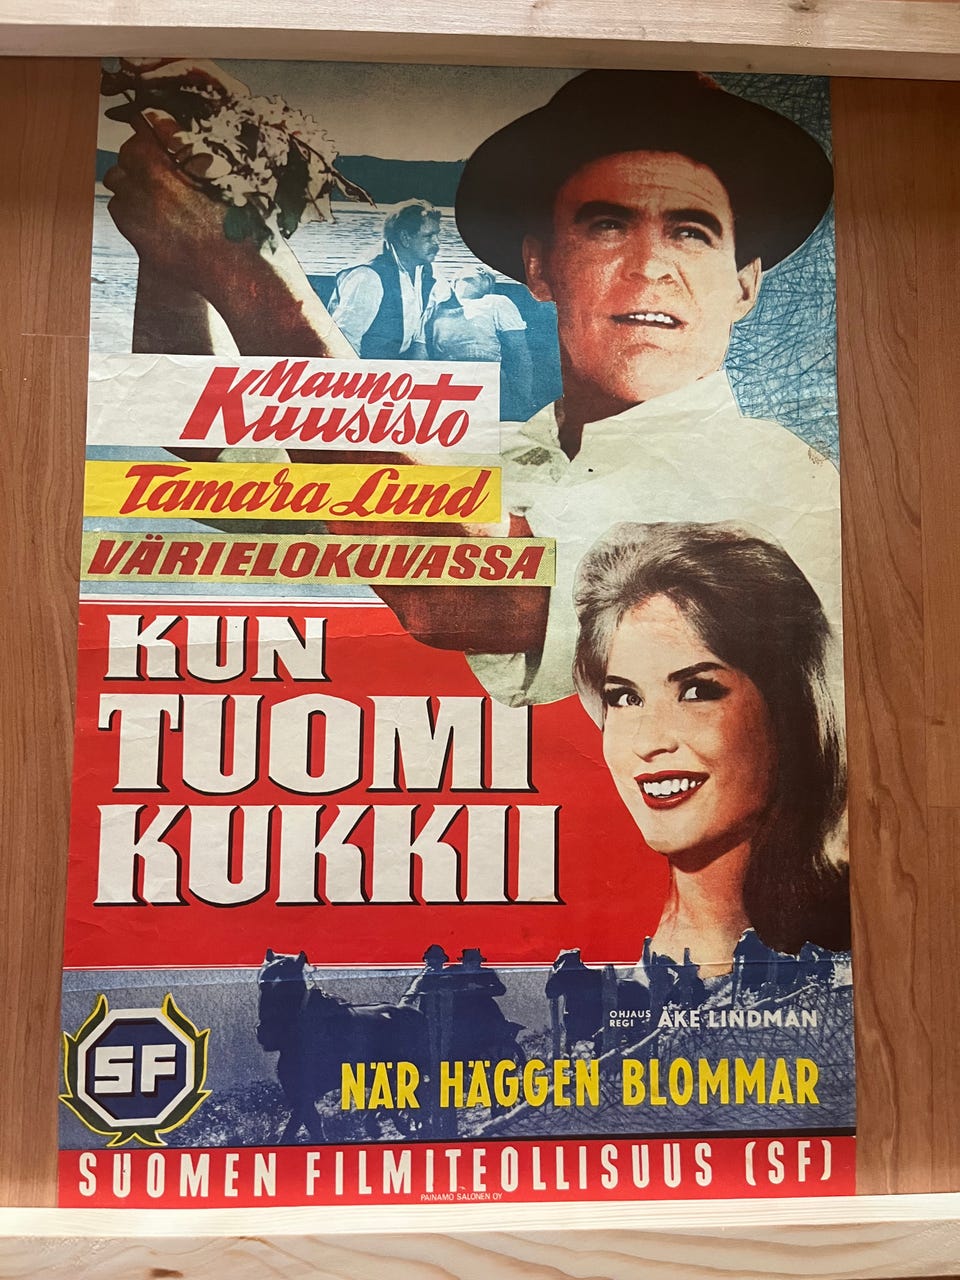 Mauno
Kuusisto
Tamara Lund
VÄRIELOKUVASSA
KUN
TUOMI
KUKKII
OHJAUS
REGI
ÅKE LINDMAN
SF
NÄR HÄGGEN BLOMMAR
SUOMEN FILMITEOLLISUUS (SF)
PAINAMO SALONEN OY